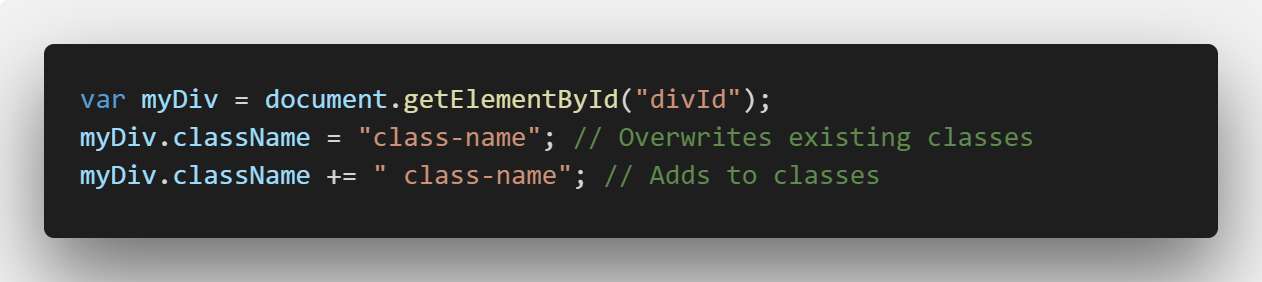 var myDiv = document.getElementById("divId");
myDiv.className = "class-name"; // Overwrites existing classes
myDiv.className += " class-name"; // Adds to classes